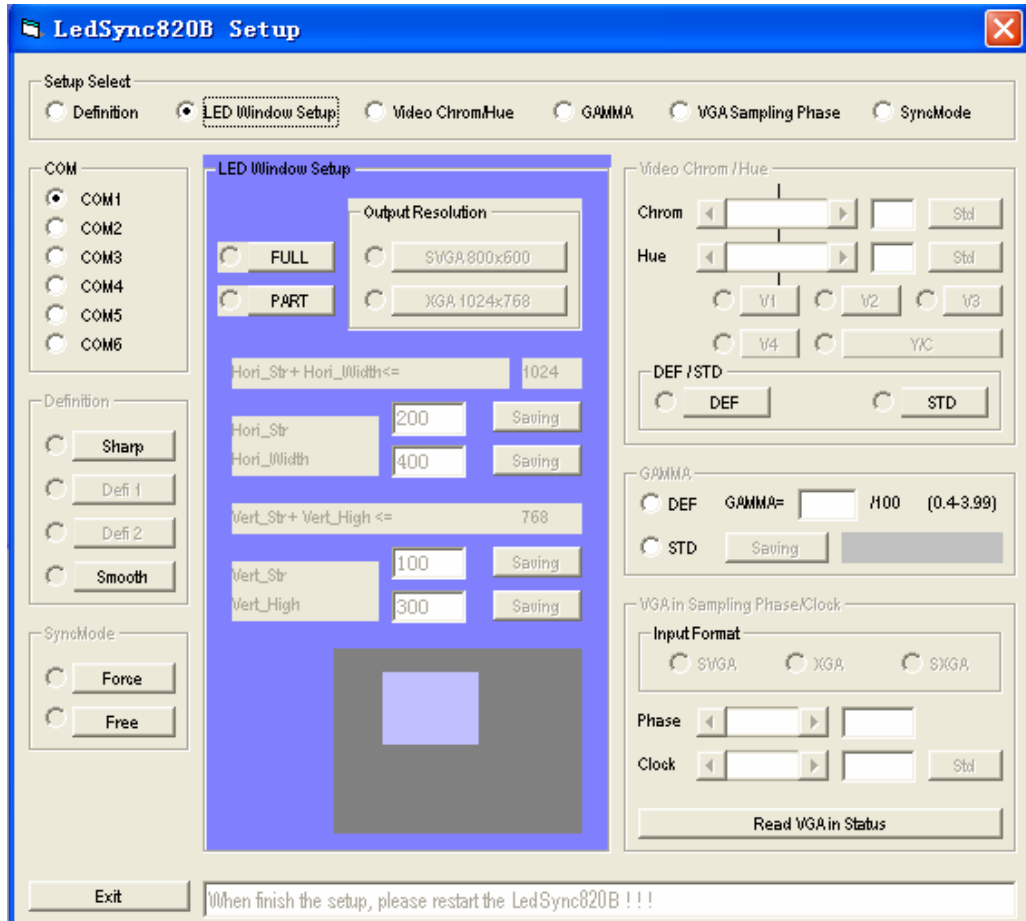 LedSync820B Setup
Setup Select
Definition LED Window Setup Video Chrom/Hue GAMMA VGA Sampling Phase SyncMode
COM
COM1
COM2
COM3
COM4
COM5
COM6
Definition
Sharp
Defi 1
Defi 2
Smooth
SyncMode
Force
Free
LED Window Setup
FULL
PART
Output Resolution
SVGA 800x600
XGA 1024x768
Hori_Str+ Hori_Width<= 1024
Hori_Str 200 Saving
Hori_Width 400 Saving
Vert_Str+ Vert_High <= 768
Vert_Str 100 Saving
Vert_High 300 Saving
Video Chrom / Hue
Chrom Std
Hue Std
V1 V2 V3
V4 Y/C
DEF / STD
DEF STD
GAMMA
DEF GAMMA= /100 (0.4-3.99)
STD Saving
VGA in Sampling Phase/Clock
Input Format
SVGA XGA SXGA
Phase
Clock Std
Read VGA in Status
Exit
When finish the setup, please restart the LedSync820B ! ! !